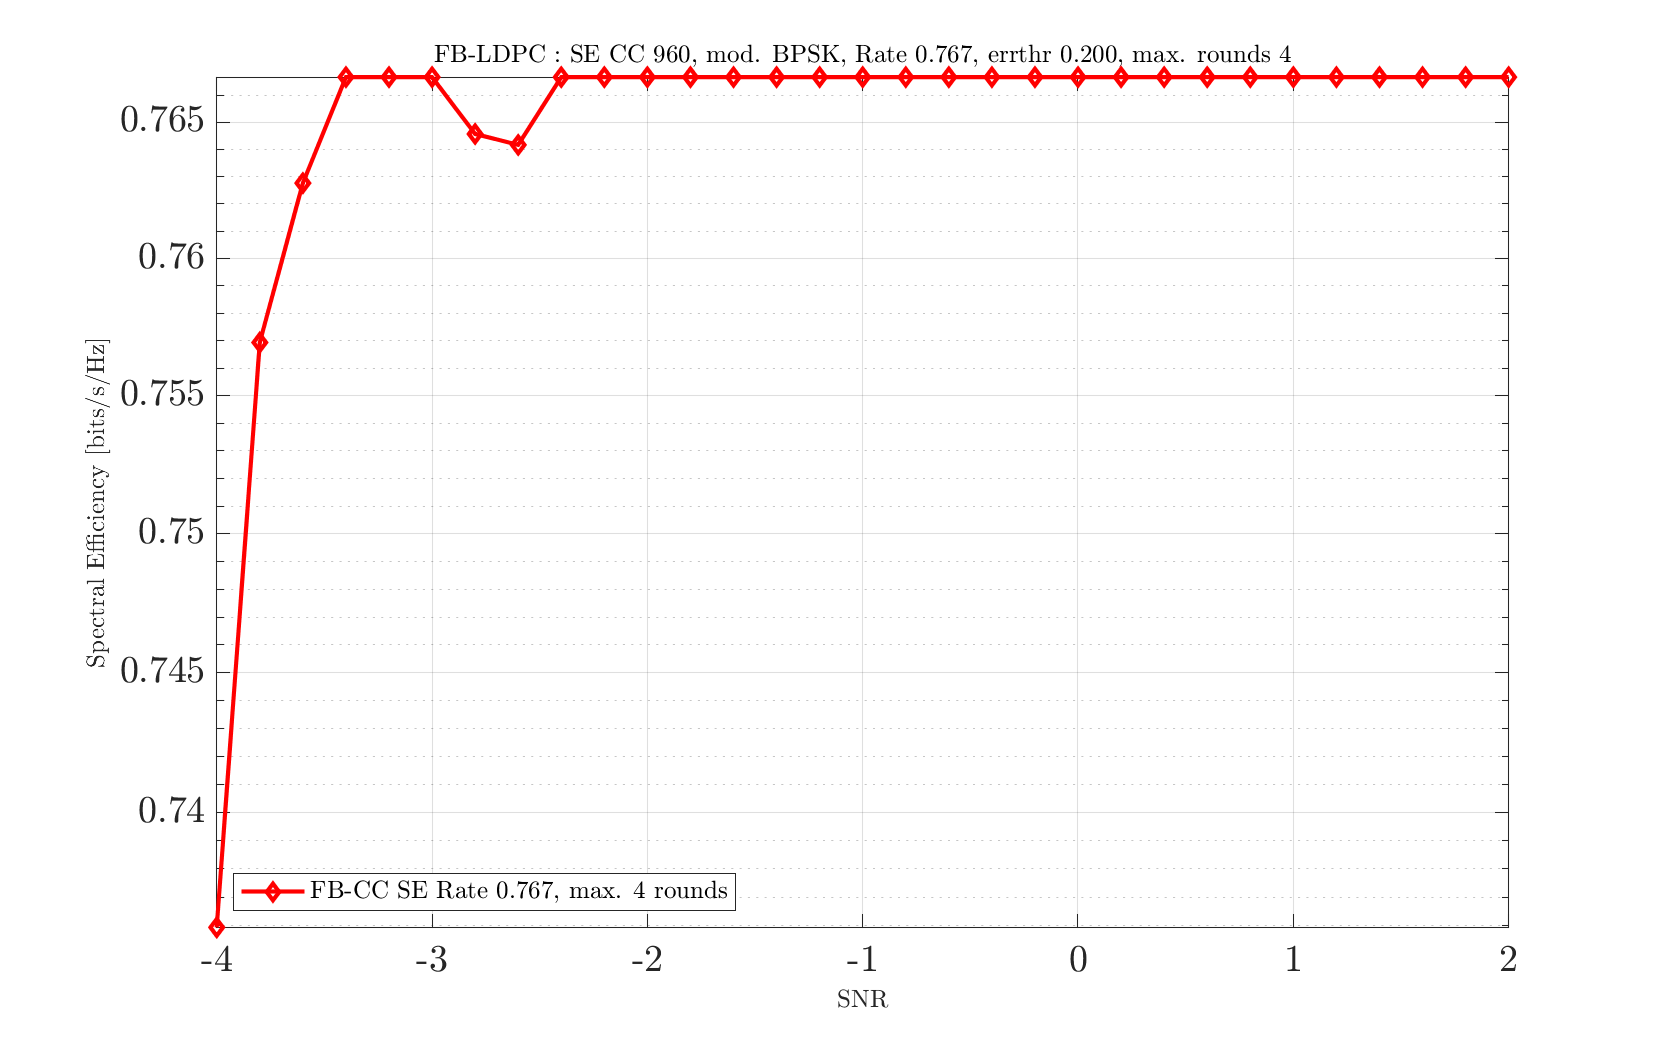 FB-LDPC : SE CC 960, mod. BPSK, Rate 0.767, errthr 0.200, max. rounds 4
0.765
0.76
0.755
0.75
0.745
0.74
Spectral Efficiency [bits/s/Hz]
FB-CC SE Rate 0.767, max. 4 rounds
-4 -3 -2 -1 0 1 2
SNR